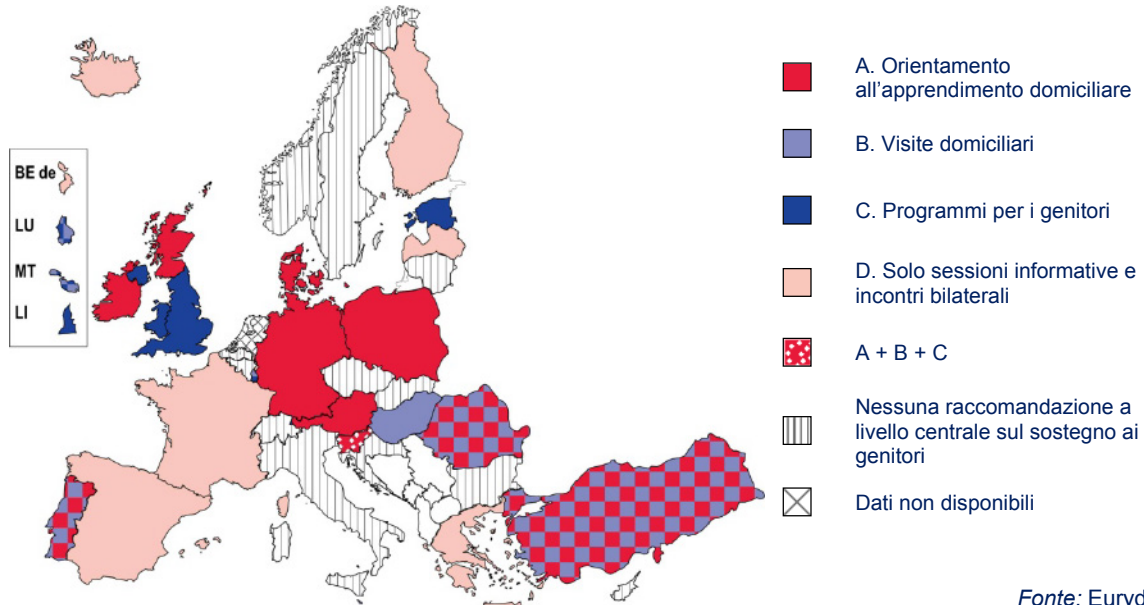 BE de
LU
MT
LI
A. Orientamento
all'apprendimento domiciliare
B. Visite domiciliari
C. Programmi per i genitori
D. Solo sessioni informative e
incontri bilaterali
A + B + C
Nessuna raccomandazione a
livello centrale sul sostegno ai
genitori
Dati non disponibili
Fonte: Euryd